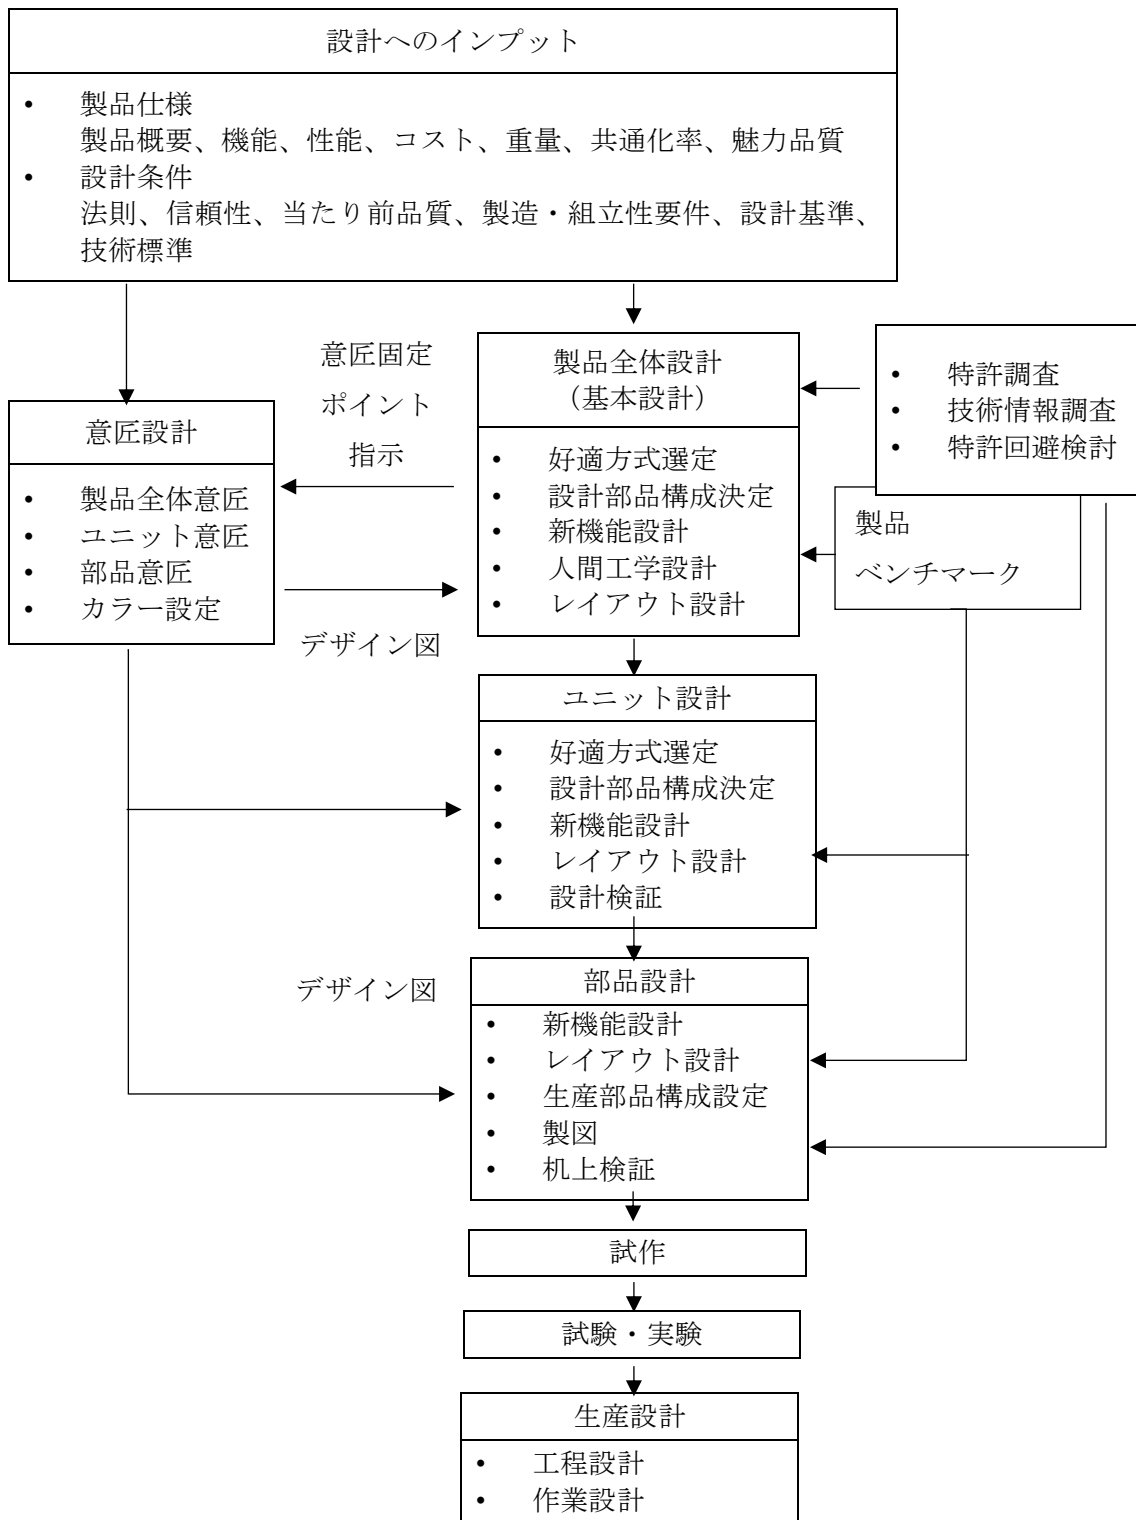 設計へのインプット
• 製品仕様
製品概要、機能、性能、コスト、重量、共通化率、魅力品質
• 設計条件
法則、信頼性、当たり前品質、製造・組立性要件、設計基準、
技術標準
意匠固定
ポイント
指示
製品全体設計
（基本設計）
• 好適方式選定
• 設計部品構成決定
• 新機能設計
• 人間工学設計
• レイアウト設計
• 特許調査
• 技術情報調査
• 特許回避検討
製品
ベンチマーク
意匠設計
• 製品全体意匠
• ユニット意匠
• 部品意匠
• カラー設定
デザイン図
ユニット設計
• 好適方式選定
• 設計部品構成決定
• 新機能設計
• レイアウト設計
• 設計検証
デザイン図
部品設計
• 新機能設計
• レイアウト設計
• 生産部品構成設定
• 製図
• 机上検証
試作
試験・実験
生産設計
• 工程設計
• 作業設計